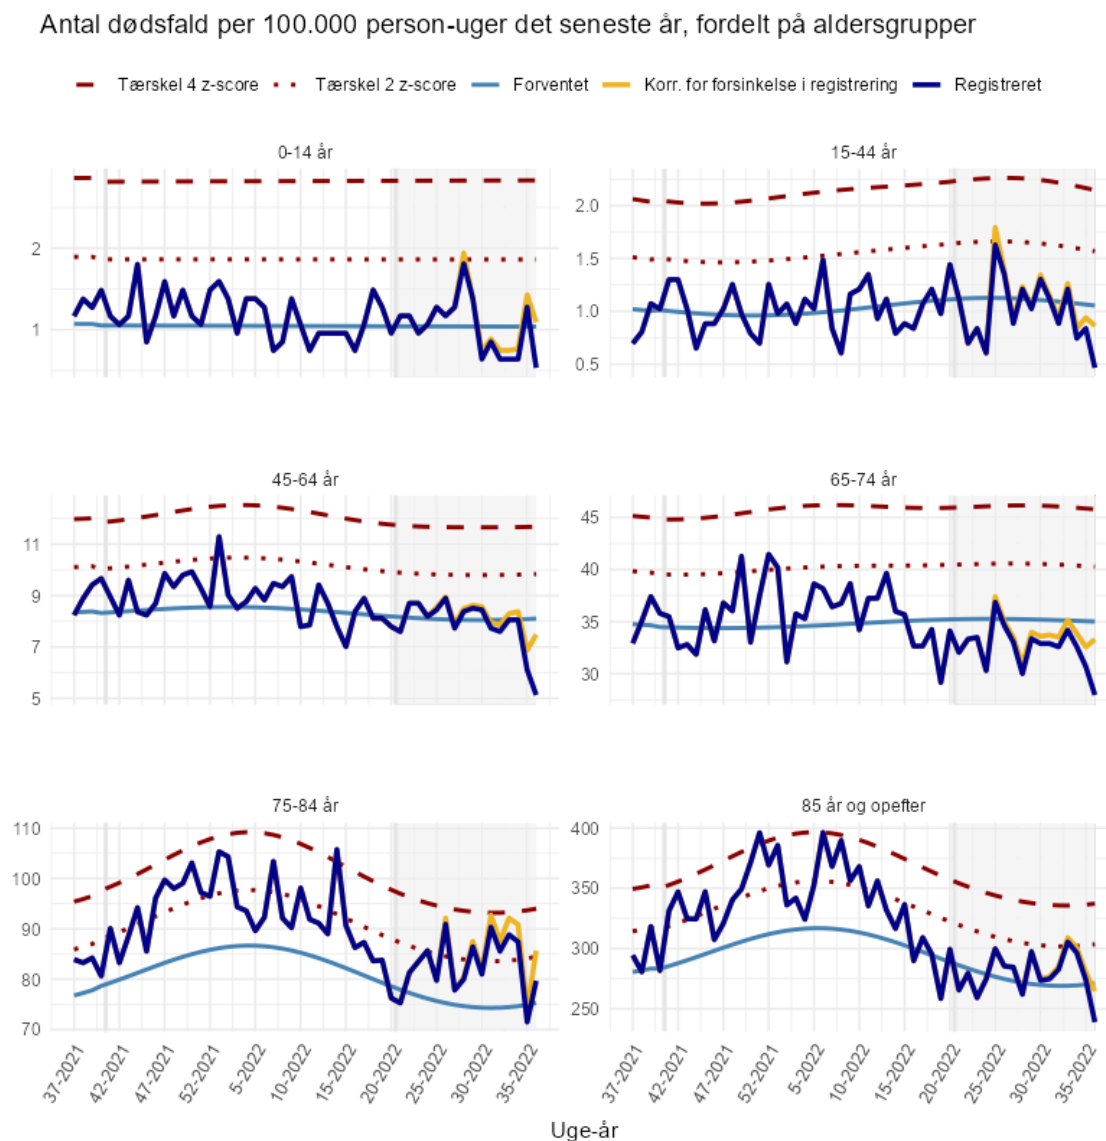 Antal dødsfald per 100.000 person-uger det seneste år, fordelt på aldersgrupper
Tærskel 4 z-score Tærskel 2 z-score Forventet Korr. for forsinkelse i registrering Registreret
0-14 år
2
1
15-44 år
2.0
1.5
1.0
0.5
45-64 år
11
9
7
5
65-74 år
45
40
35
30
75-84 år
110
100
90
80
70
85 år og opefter
400
350
300
250
37-2021 42-2021 47-2021 52-2021 5-2022 10-2022 15-2022 20-2022 25-2022 30-2022 35-2022
37-2021 42-2021 47-2021 52-2021 5-2022 10-2022 15-2022 20-2022 25-2022 30-2022 35-2022
Uge-år